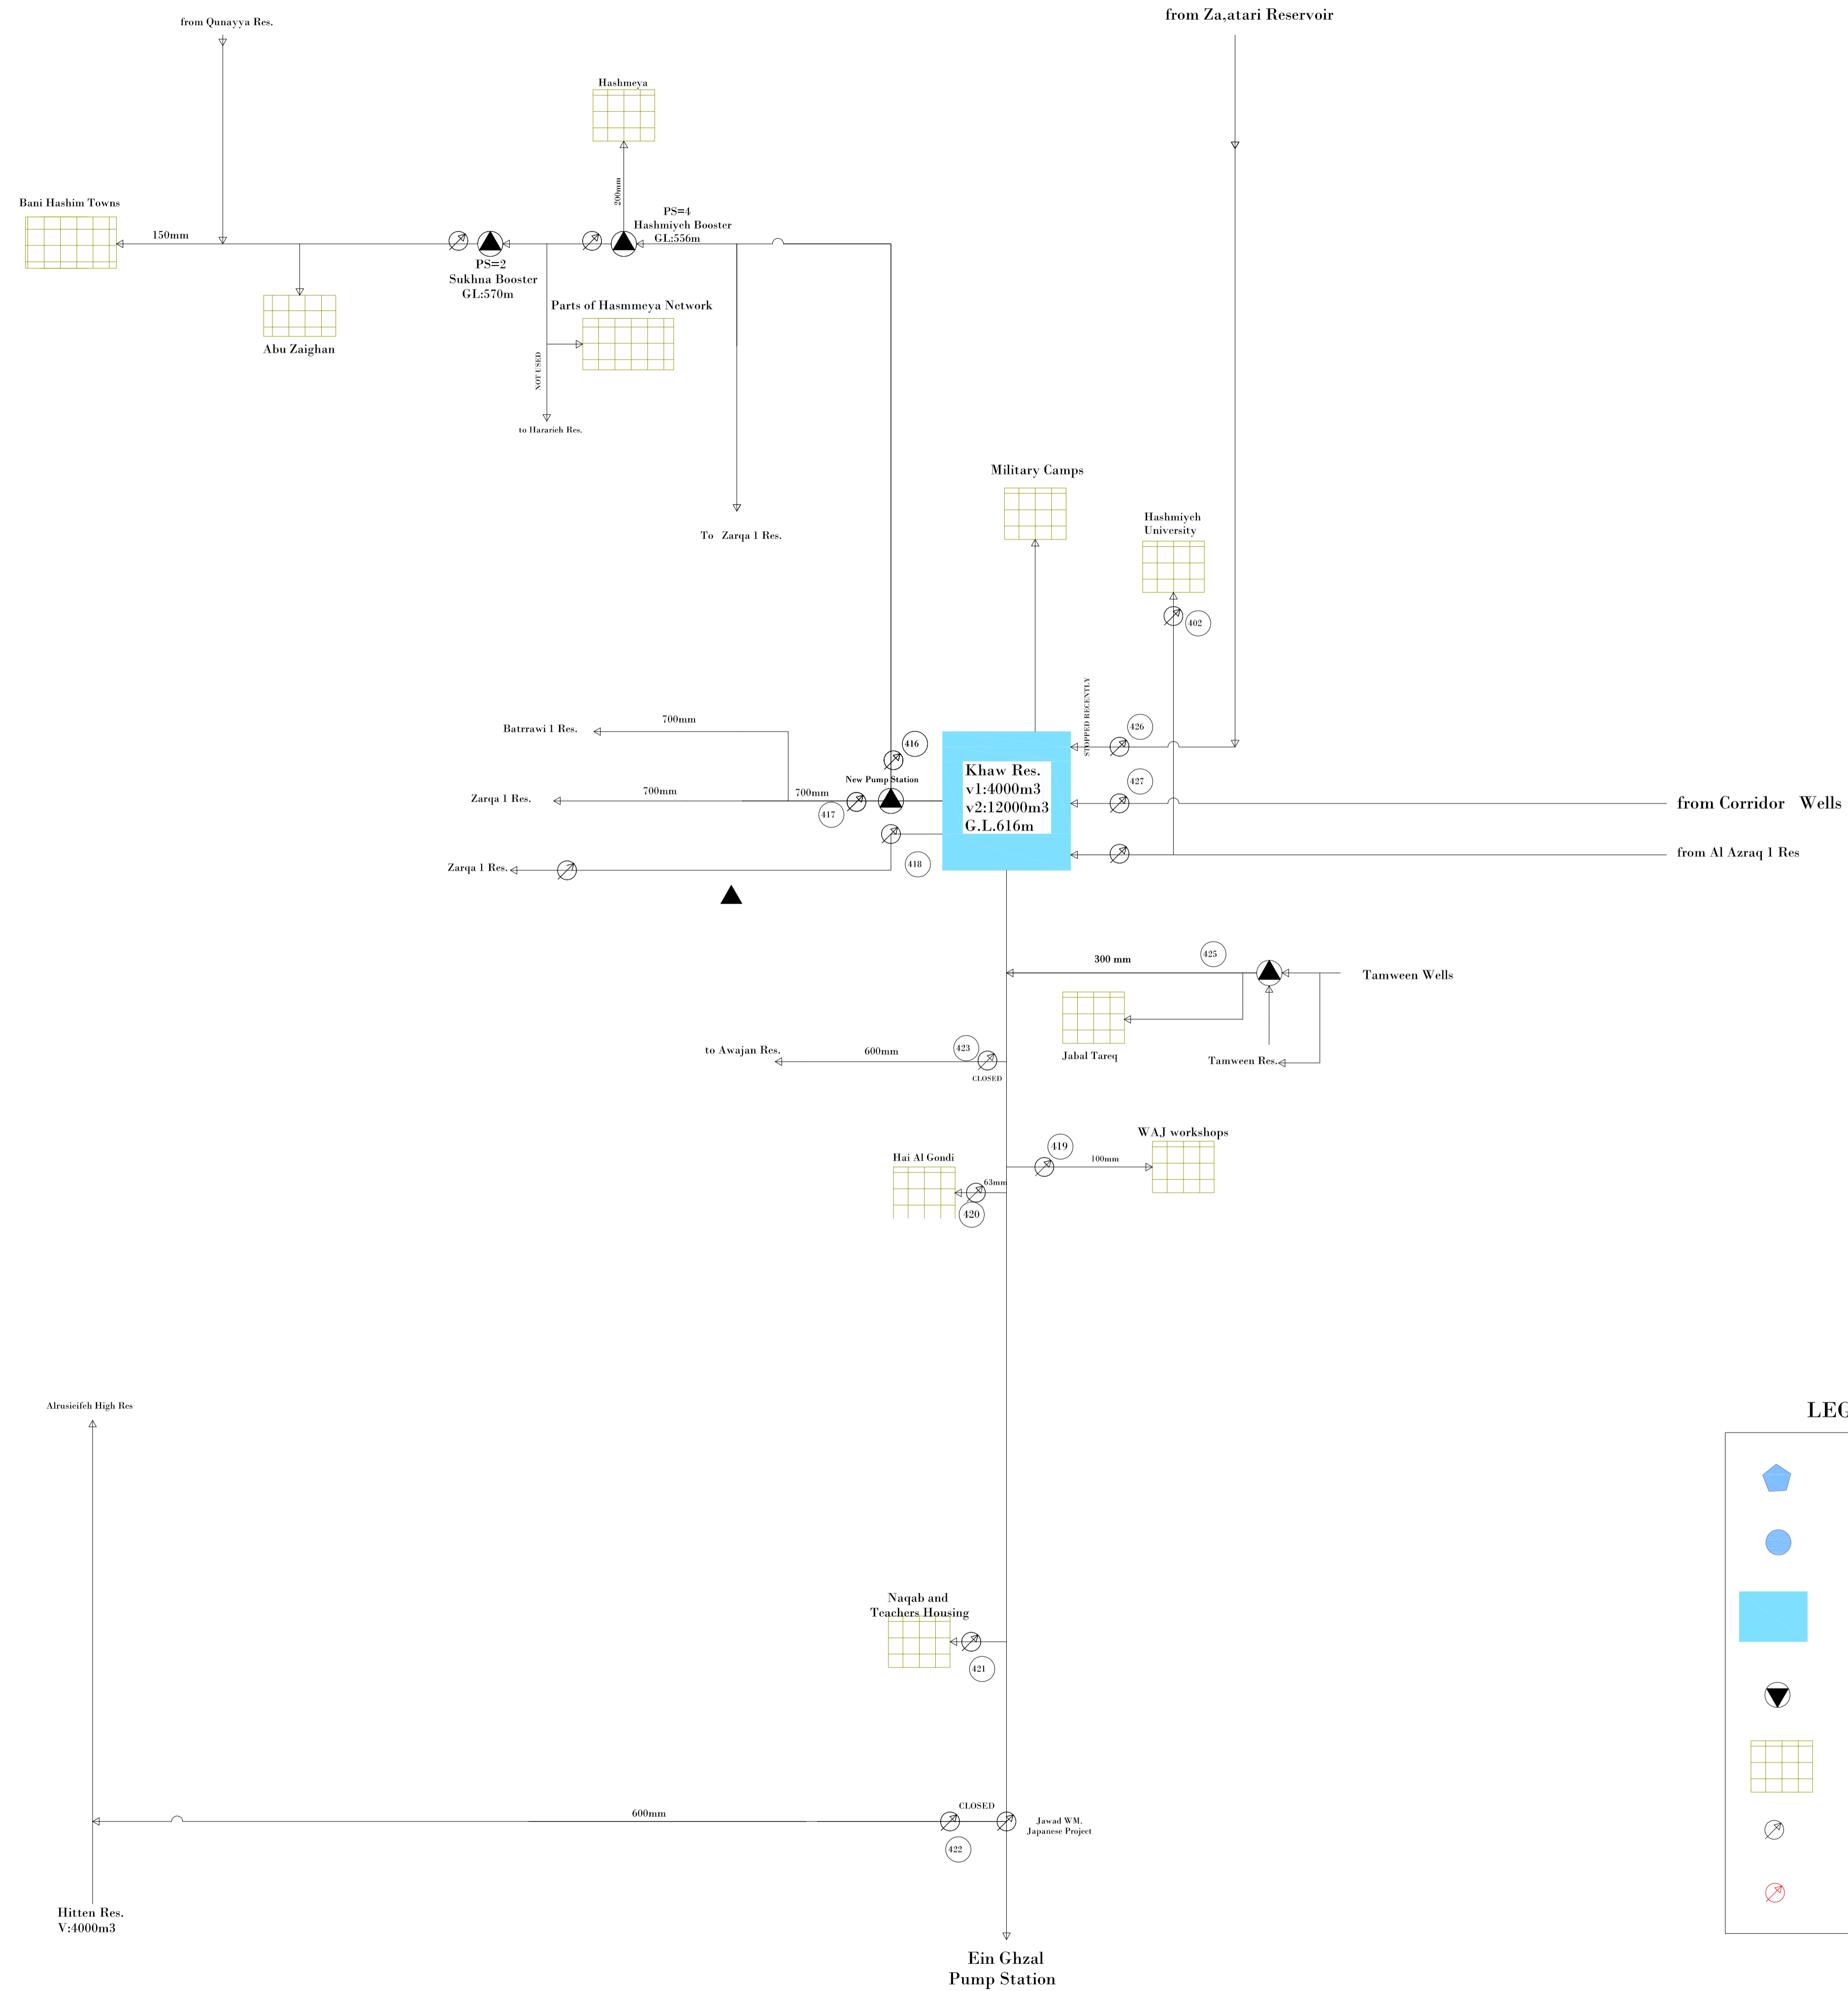 from Qunayya Res.
from Za,atari Reservoir
Hashmeya
200mm
Bani Hashim Towns
150mm
PS=4
Hashmiyeh Booster
GL:556m
PS=2
Sukhna Booster
GL:570m
Parts of Hasmmeya Network
Abu Zaighan
NOT USED
to Hararieh Res.
To Zarqa 1 Res.
Military Camps
Hashmiyeh
University
402
STOPPED RECENTLY
426
Batrrawi 1 Res.
700mm
416
New Pump Station
Khaw Res.
v1:4000m3
v2:12000m3
G.L.616m
427
Zarqa 1 Res.
700mm
700mm
417
from Corridor Wells
from Al Azraq 1 Res
Zarqa 1 Res.
418
300 mm
425
Tamween Wells
Jabal Tareq
Tamween Res.
to Awajan Res.
600mm
423
CLOSED
419
WAJ workshops
100mm
Hai Al Gondi
63mm
420
Alrusieifeh High Res
LEG
Naqab and
Teachers Housing
421
600mm
CLOSED
422
Jawad WM.
Japanese Project
Hitten Res.
V:4000m3
Ein Ghzal
Pump Station